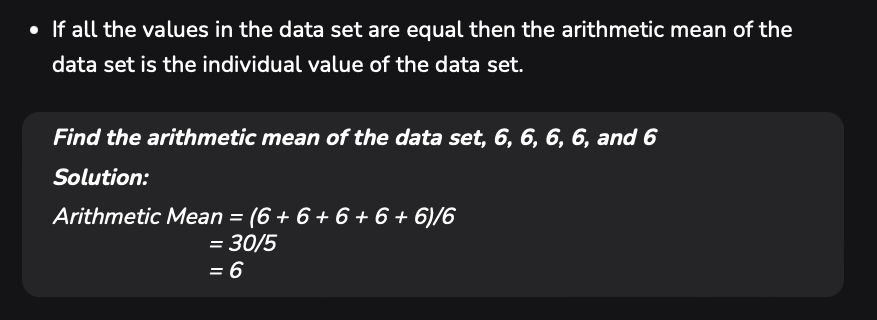 • If all the values in the data set are equal then the arithmetic mean of the
data set is the individual value of the data set.
Find the arithmetic mean of the data set, 6, 6, 6, 6, and 6
Solution:
Arithmetic Mean = (6 + 6 + 6 + 6 + 6)/6
= 30/5
= 6